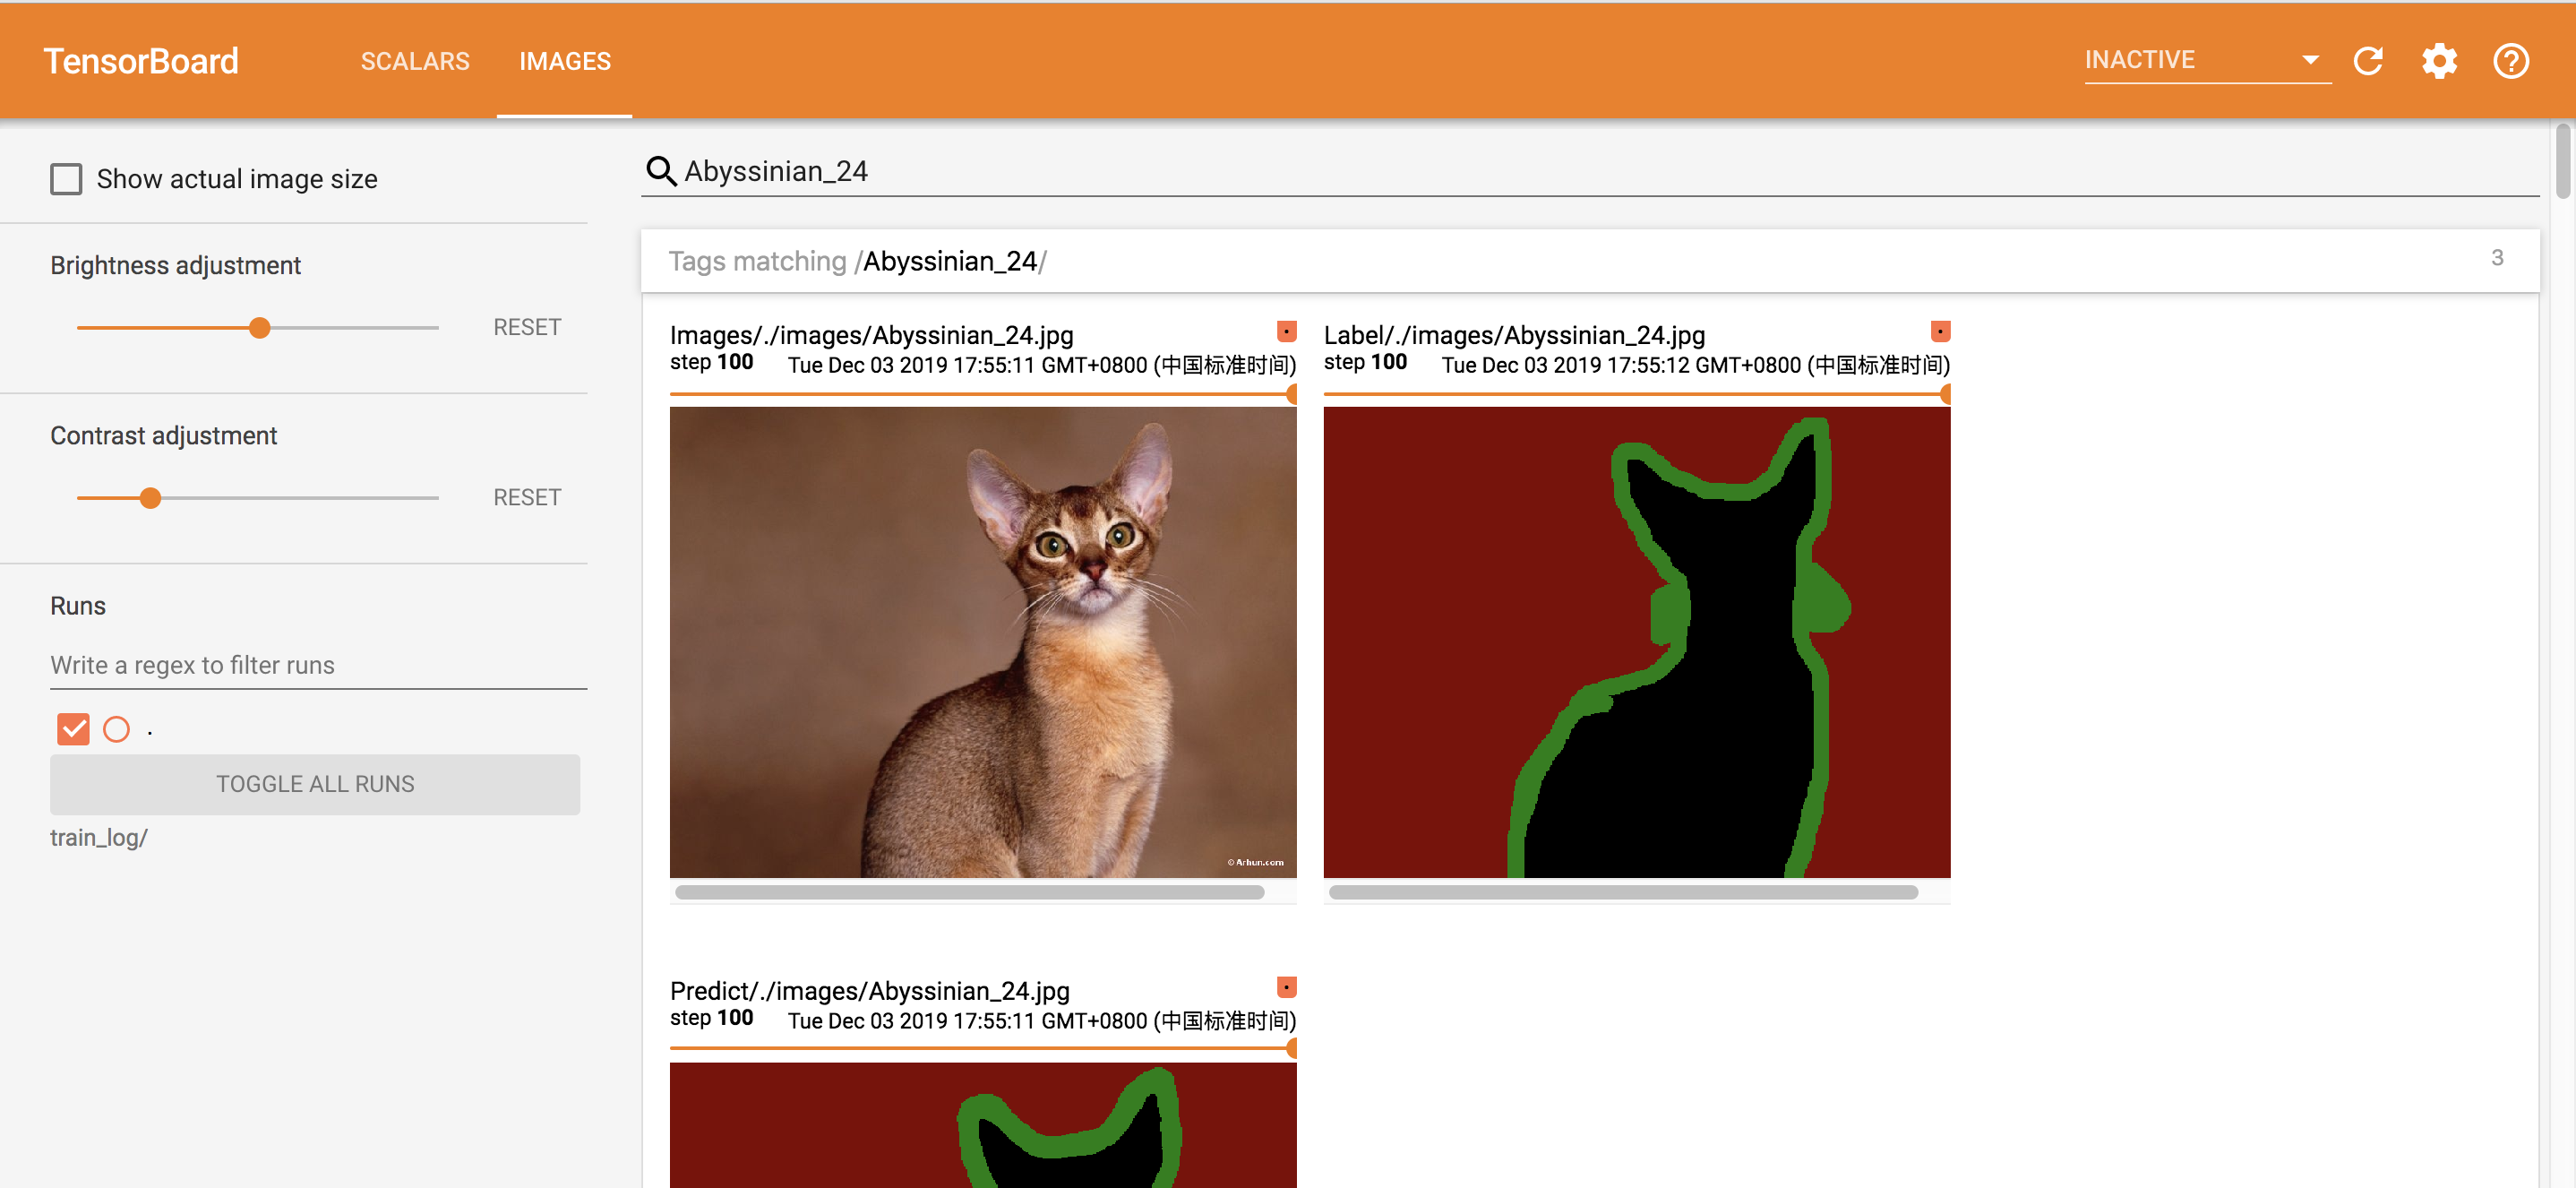 TensorBoard
SCALARS
IMAGES
INACTIVE
Show actual image size
Brightness adjustment
RESET
Contrast adjustment
RESET
Runs
Write a regex to filter runs
.
TOGGLE ALL RUNS
train_log/
Abyssinian_24
Tags matching /Abyssinian_24/
3
Images/./images/Abyssinian_24.jpg
step 100 Tue Dec 03 2019 17:55:11 GMT+0800 (中国标准时间)
© Arhun.com
Label/./images/Abyssinian_24.jpg
step 100 Tue Dec 03 2019 17:55:12 GMT+0800 (中国标准时间)
Predict/./images/Abyssinian_24.jpg
step 100 Tue Dec 03 2019 17:55:11 GMT+0800 (中国标准时间)